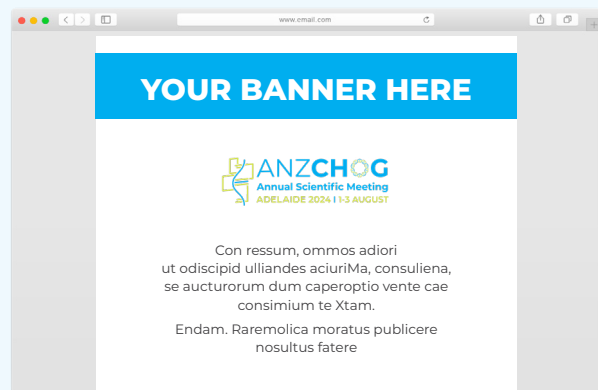 www.email.com
YOUR BANNER HERE
ANZCHOG
Annual Scientific Meeting
ADELAIDE 2024 | 1-3 AUGUST
Con ressum, ommos adiori
ut odiscipid ulliandes aciuriMa, consuliena,
se aucturorum dum caperoptio vente cae
consimium te Xtam.
Endam. Raremolica moratus publicere
nosultus fatere